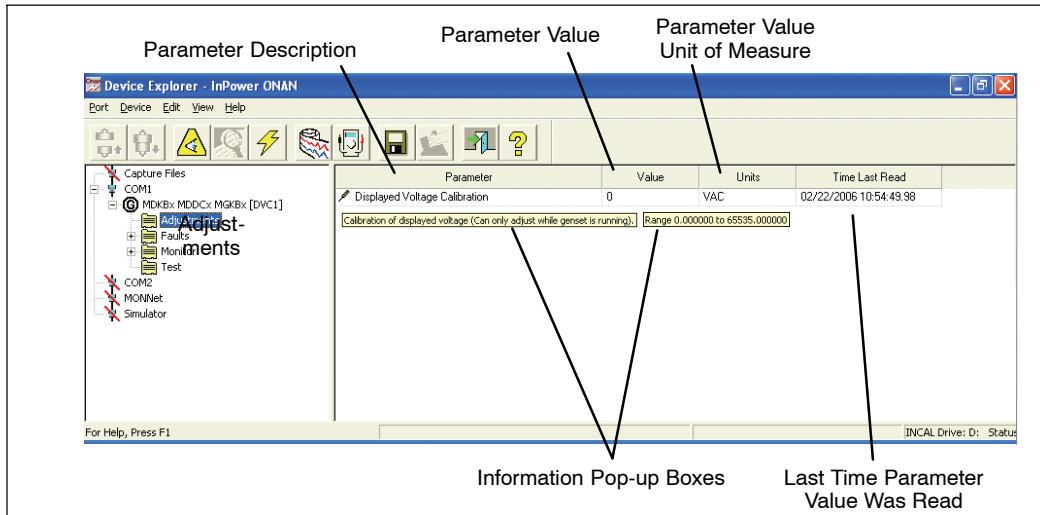 Parameter Description
Parameter Value
Parameter Value
Unit of Measure
Onan
Device Explorer - InPower ONAN
Port Device Edit View Help
Parameter Value Units Time Last Read
Displayed Voltage Calibration 0 VAC 02/22/2006 10:54:49.98
Calibration of displayed voltage (Can only adjust while genset is running). Range 0.000000 to 65535.000000
Capture Files
COM1
G MDKBx MDDCx MGKBx [DVC1]
Adjustments
Adjust-
ments
Faults
Monitor
Test
COM2
MONNet
Simulator
For Help, Press F1
INCAL Drive: D: Status
Information Pop-up Boxes
Last Time Parameter
Value Was Read